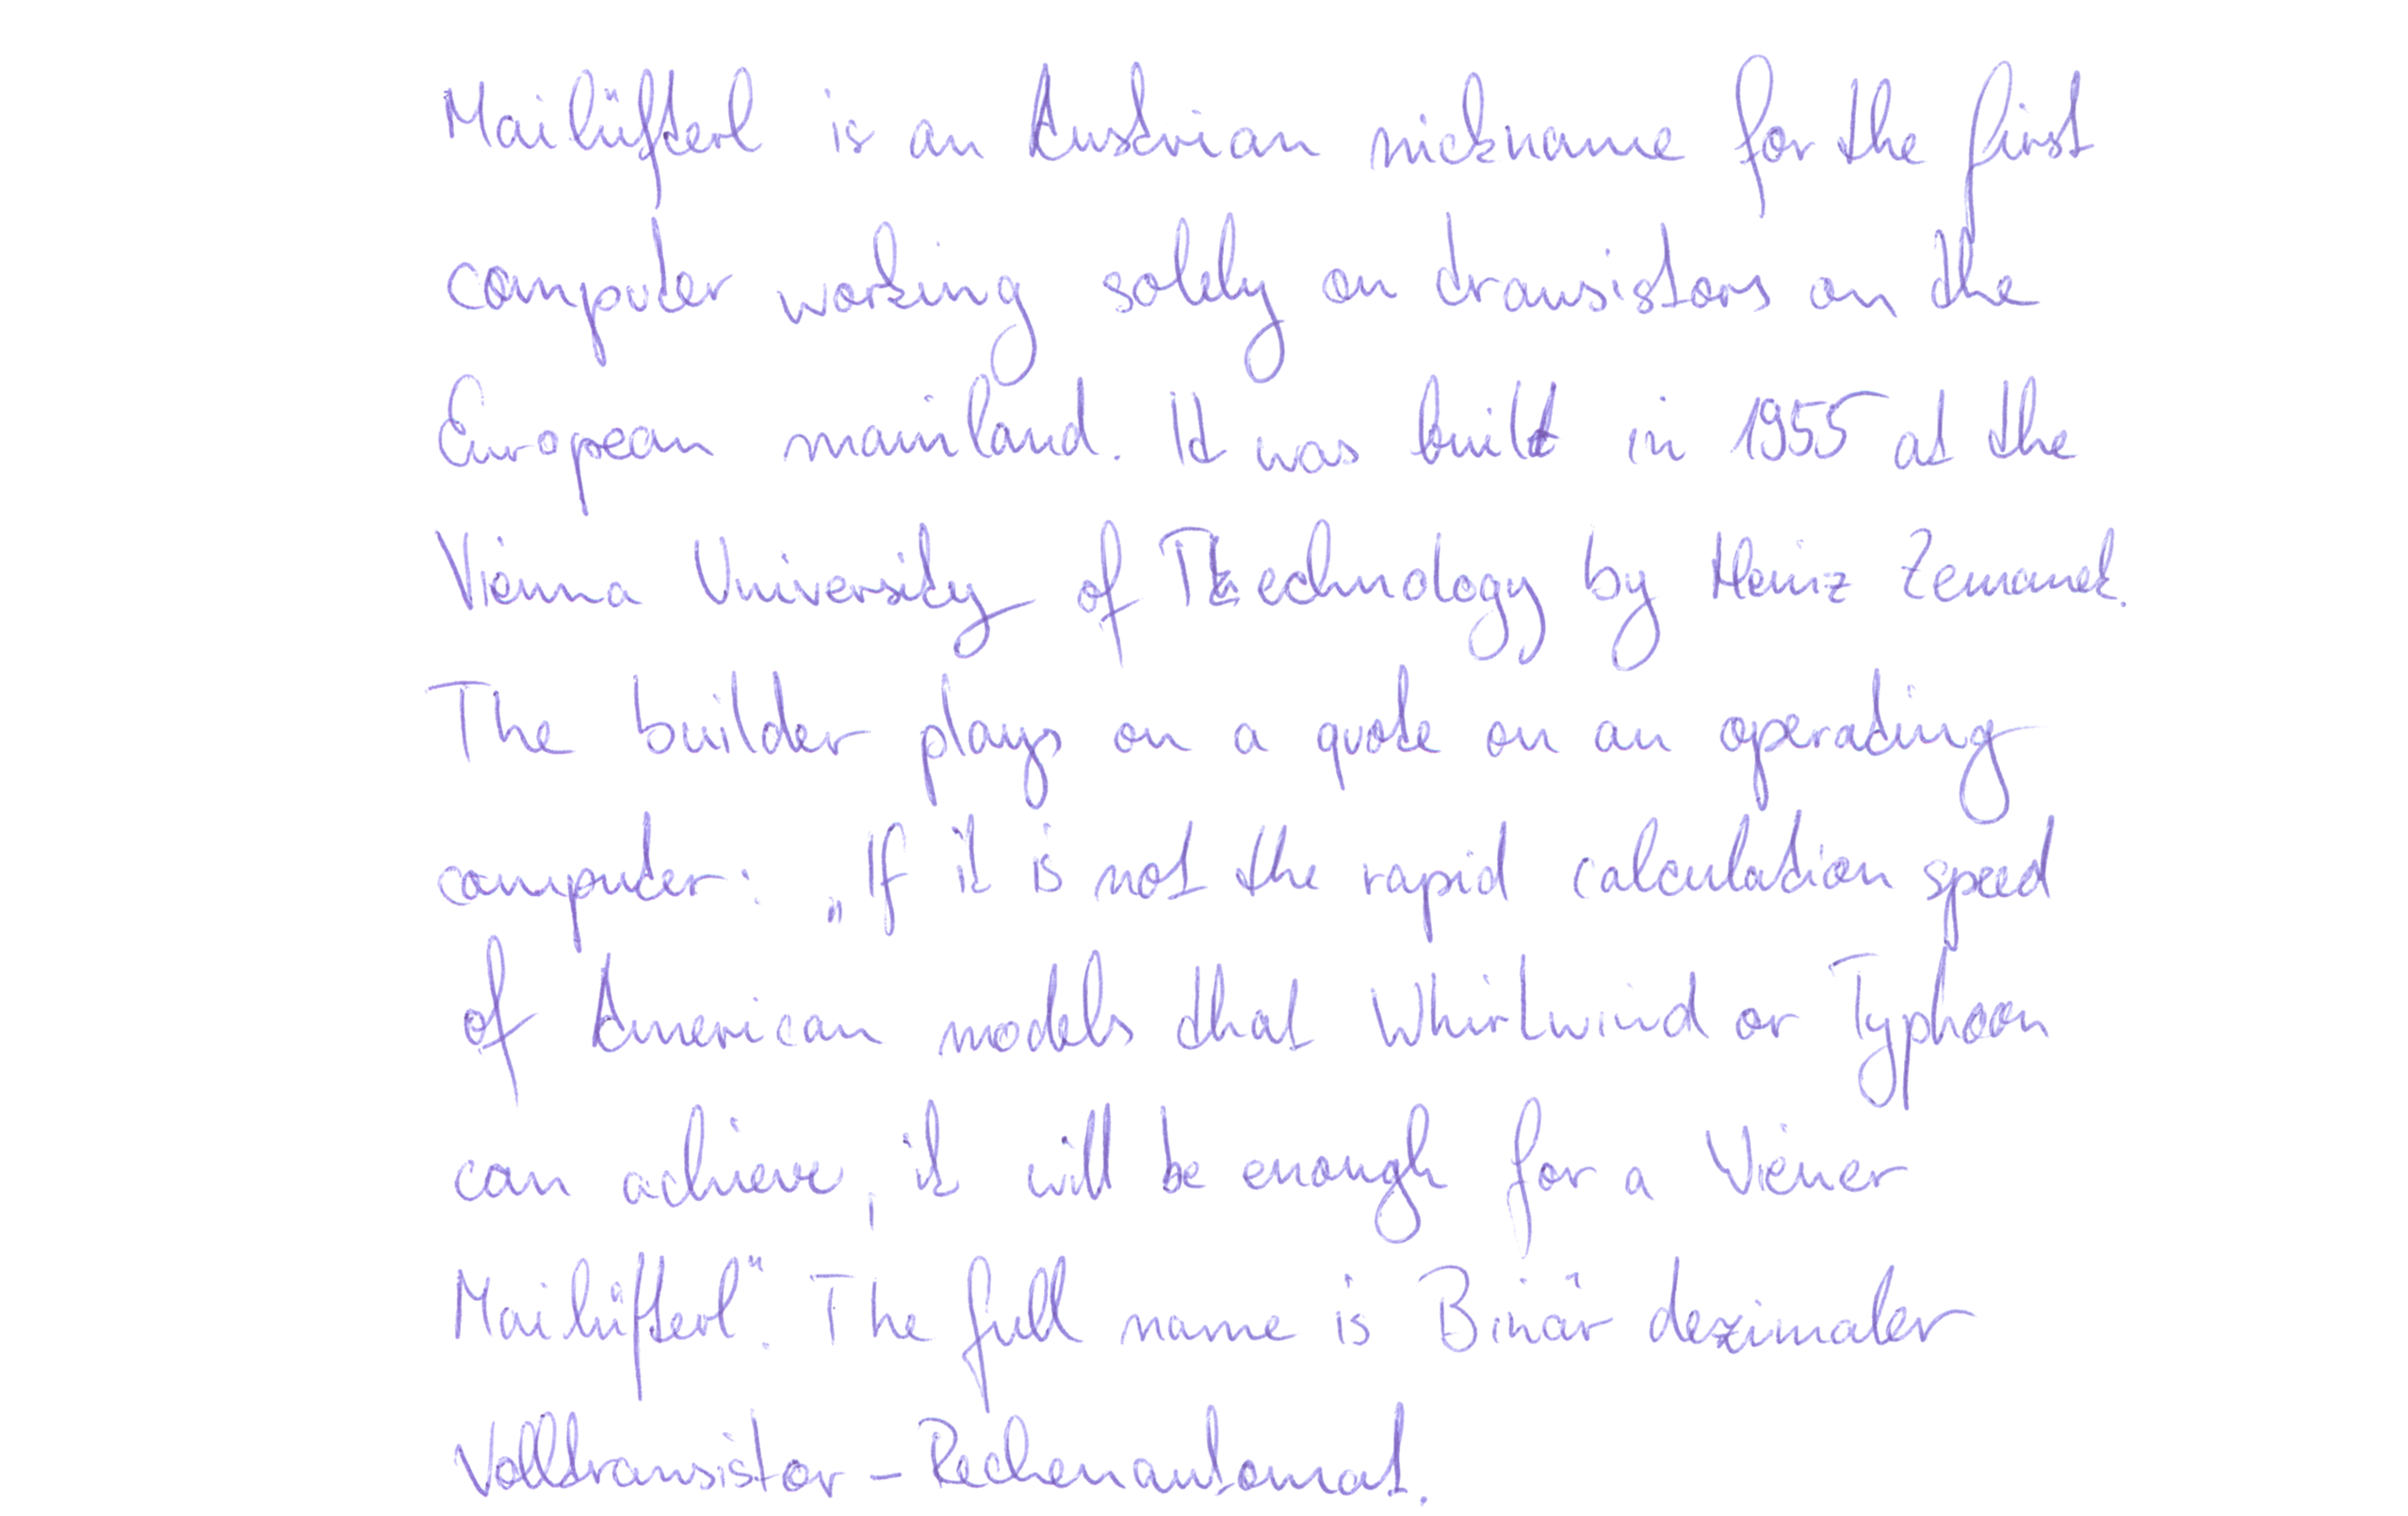 Mailüfterl is an Austrian nickname for the first
computer working solely on transistors on the
European mainland. It was built in 1955 at the
Vienna University of Technology by Heinz Zemanek.
The builder plays on a quote on an operating
computer: „If it is not the rapid calculation speed
of American models that Whirlwind or Typhoon
can achieve, it will be enough for a Wiener
Mailüfterl“. The full name is Binär dezimaler
Volltransistor-Rechenautomat.